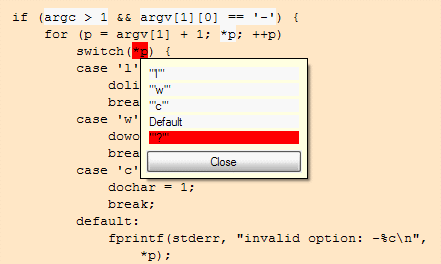 if (argc > 1 && argv[1][0] == '-') {
for (p = argv[1] + 1; *p; ++p)
switch(*p) {
case 'l'
"'l'"
doli
"'w'"
brea
"'c'"
case 'w'
Default
dowo
"'?'"
brea
Close
case 'c'
dochar = 1;
break;
default:
fprintf(stderr, "invalid option: -%c\n",
*p);